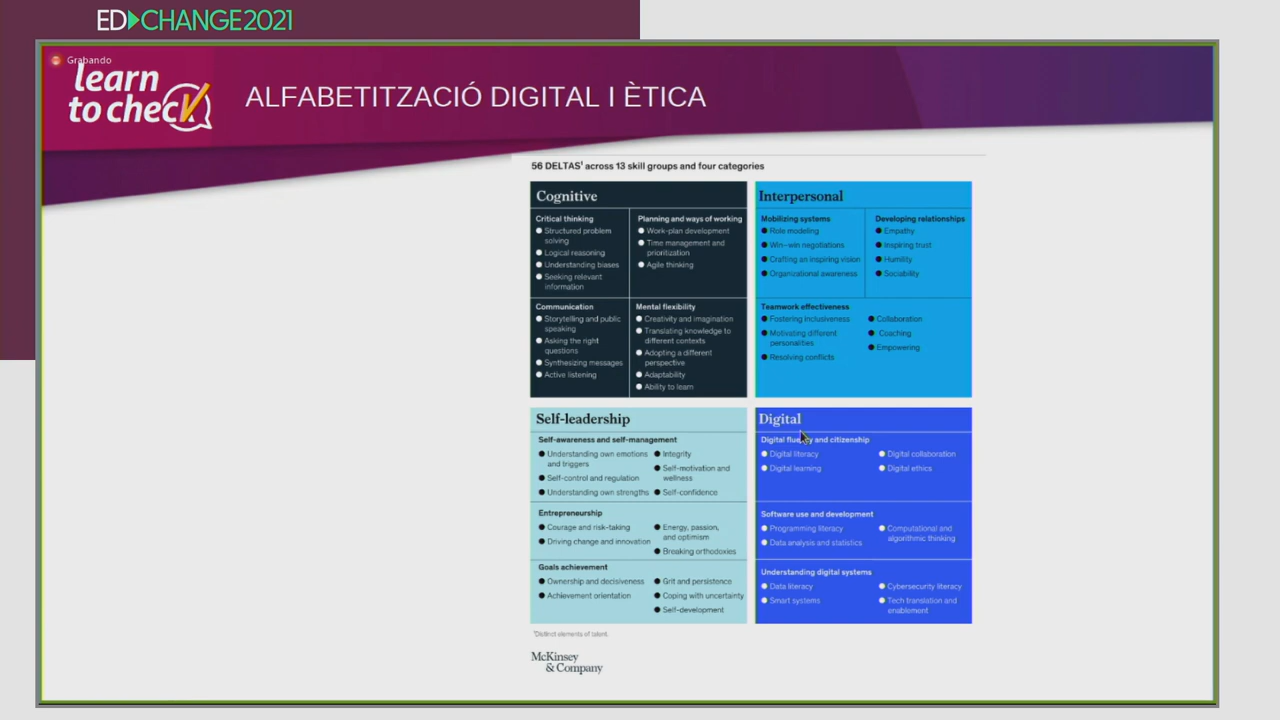 ED▶CHANGE2021
Grabando
learn
to check
ALFABETITZACIÓ DIGITAL I ÈTICA
56 DELTAS¹ across 13 skill groups and four categories
Cognitive
Critical thinking
Structured problem
solving
Logical reasoning
Understanding biases
Seeking relevant
information
Planning and ways of working
Work-plan development
Time management and
prioritization
Agile thinking
Communication
Storytelling and public
speaking
Asking the right
questions
Synthesizing messages
Active listening
Mental flexibility
Creativity and imagination
Translating knowledge to
different contexts
Adopting a different
perspective
Adaptability
Ability to learn
Interpersonal
Mobilizing systems
Role modeling
Win–win negotiations
Crafting an inspiring vision
Organizational awareness
Developing relationships
Empathy
Inspiring trust
Humility
Sociability
Teamwork effectiveness
Fostering inclusiveness
Motivating different
personalities
Resolving conflicts
Collaboration
Coaching
Empowering
Self-leadership
Self-awareness and self-management
Understanding own emotions
and triggers
Self-control and regulation
Understanding own strengths
Integrity
Self-motivation and
wellness
Self-confidence
Entrepreneurship
Courage and risk-taking
Driving change and innovation
Energy, passion,
and optimism
Breaking orthodoxies
Goals achievement
Ownership and decisiveness
Achievement orientation
Grit and persistence
Coping with uncertainty
Self-development
Digital
Digital fluency and citizenship
Digital literacy
Digital learning
Digital collaboration
Digital ethics
Software use and development
Programming literacy
Data analysis and statistics
Computational and
algorithmic thinking
Understanding digital systems
Data literacy
Smart systems
Cybersecurity literacy
Tech translation and
enablement
¹Distinct elements of talent.
McKinsey
& Company